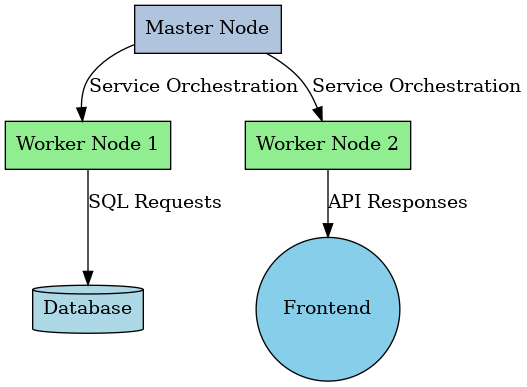 Master Node
Service Orchestration
Service Orchestration
Worker Node 1
Worker Node 2
SQL Requests
API Responses
Database
Frontend